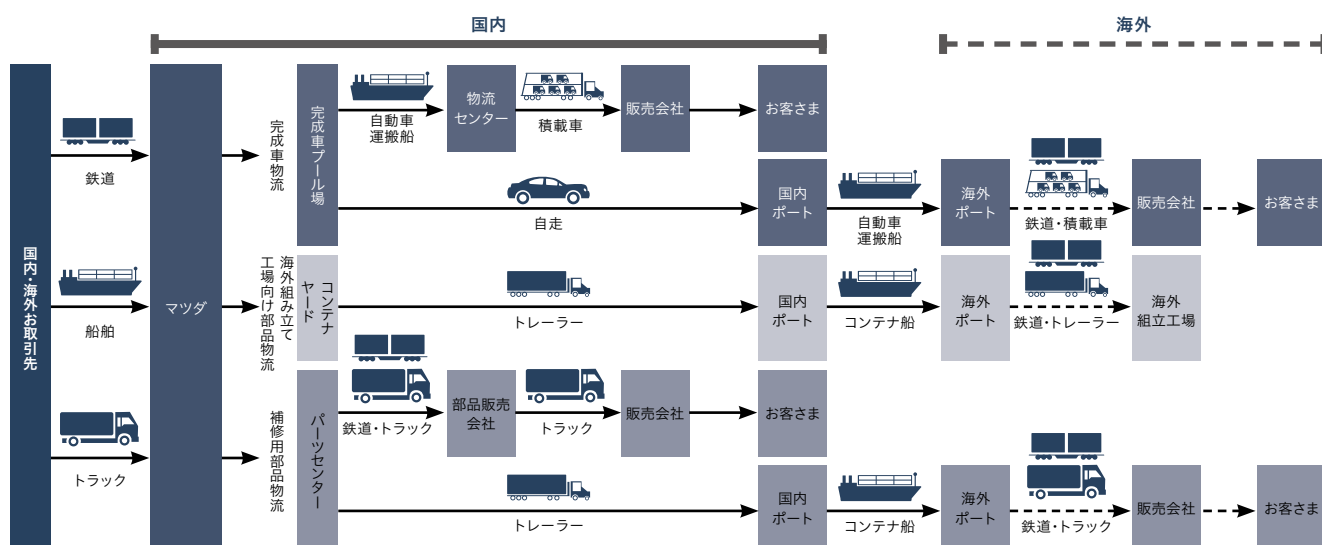 国内
海外
国内・海外お取引先
鉄道
船舶
トラック
マツダ
完成車物流
完成車プール場
自動車
運搬船
物流
センター
積載車
販売会社
お客さま
自走
国内
ポート
自動車
運搬船
海外
ポート
鉄道・積載車
販売会社
お客さま
海外組み立て
工場向け部品物流
コンテナ
ヤード
トレーラー
国内
ポート
コンテナ船
海外
ポート
鉄道・トレーラー
海外
組立工場
補修用部品物流
パーツセンター
鉄道・トラック
部品販売
会社
トラック
販売会社
お客さま
トレーラー
国内
ポート
コンテナ船
海外
ポート
鉄道・トラック
販売会社
お客さま